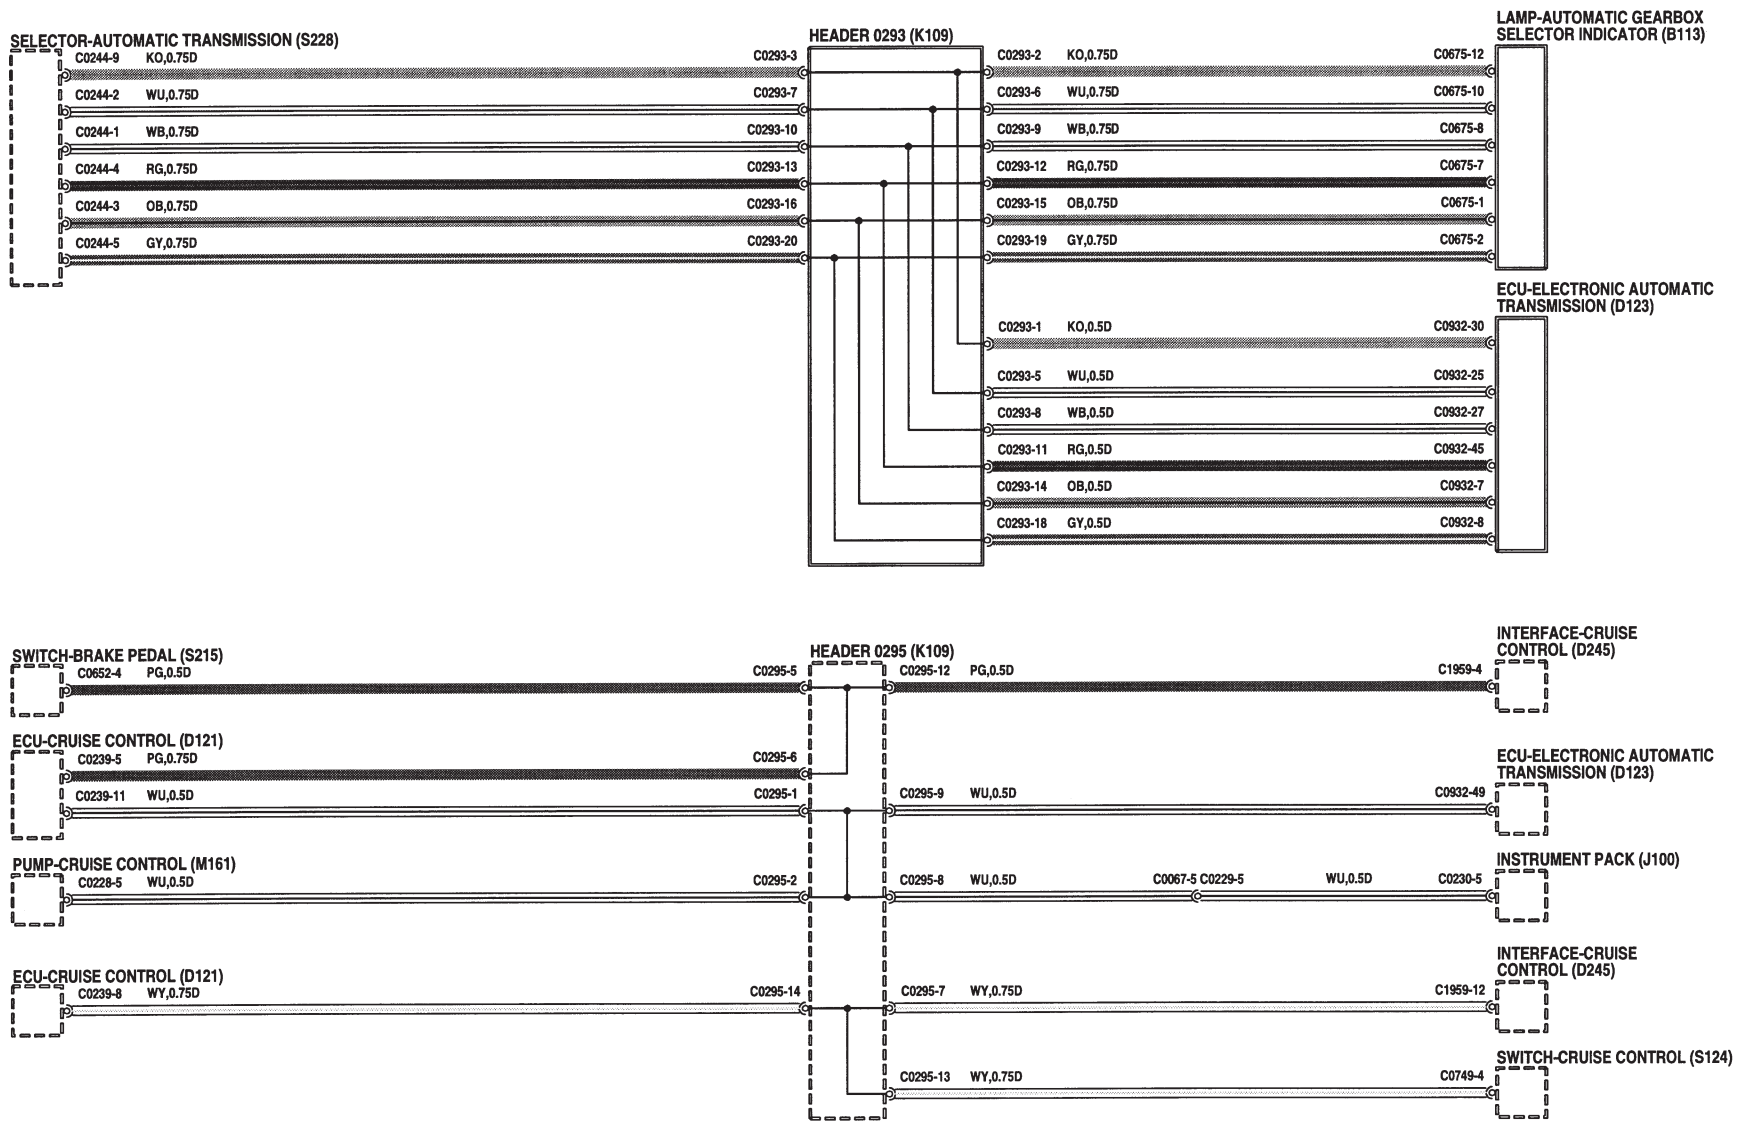 SELECTOR-AUTOMATIC TRANSMISSION (S228)
HEADER 0293 (K109)
LAMP-AUTOMATIC GEARBOX
SELECTOR INDICATOR (B113)
C0244-9 KO,0.75D C0293-3 C0293-2 KO,0.75D C0675-12
C0244-2 WU,0.75D C0293-7 C0293-6 WU,0.75D C0675-10
C0244-1 WB,0.75D C0293-10 C0293-9 WB,0.75D C0675-8
C0244-4 RG,0.75D C0293-13 C0293-12 RG,0.75D C0675-7
C0244-3 OB,0.75D C0293-16 C0293-15 OB,0.75D C0675-1
C0244-5 GY,0.75D C0293-20 C0293-19 GY,0.75D C0675-2
ECU-ELECTRONIC AUTOMATIC
TRANSMISSION (D123)
C0293-1 KO,0.5D C0932-30
C0293-5 WU,0.5D C0932-25
C0293-8 WB,0.5D C0932-27
C0293-11 RG,0.5D C0932-45
C0293-14 OB,0.5D C0932-7
C0293-18 GY,0.5D C0932-8
SWITCH-BRAKE PEDAL (S215)
HEADER 0295 (K109)
INTERFACE-CRUISE
CONTROL (D245)
C0652-4 PG,0.5D C0295-5 C0295-12 PG,0.5D C1959-4
ECU-CRUISE CONTROL (D121)
C0239-5 PG,0.75D C0295-6
ECU-ELECTRONIC AUTOMATIC
TRANSMISSION (D123)
C0239-11 WU,0.5D C0295-1 C0295-9 WU,0.5D C0932-49
PUMP-CRUISE CONTROL (M161)
INSTRUMENT PACK (J100)
C0228-5 WU,0.5D C0295-2 C0295-8 WU,0.5D C0067-5 C0229-5 WU,0.5D C0230-5
ECU-CRUISE CONTROL (D121)
INTERFACE-CRUISE
CONTROL (D245)
C0239-8 WY,0.75D C0295-14 C0295-7 WY,0.75D C1959-12
SWITCH-CRUISE CONTROL (S124)
C0295-13 WY,0.75D C0749-4